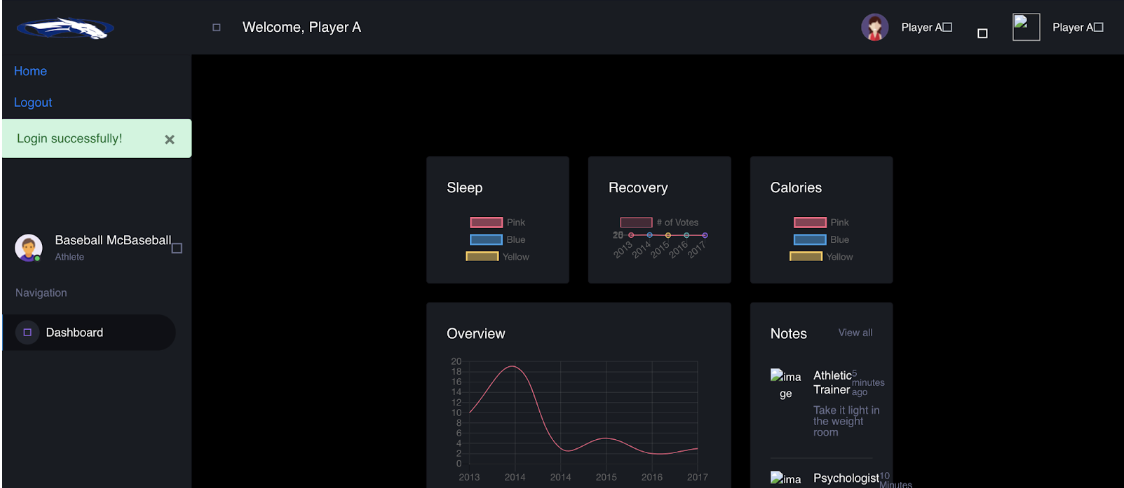 Welcome, Player A
Player A
Player A
Home
Logout
Login successfully!
Baseball McBaseball
Athlete
Navigation
Dashboard
Sleep
Pink
Blue
Yellow
Recovery
# of Votes
2013
2014
2015
2016
2017
Calories
Pink
Blue
Yellow
Overview
20
18
16
14
12
10
8
6
4
2
0
2013
2014
2014
2015
2016
2017
Notes
View all
ima
ge
Athletic
Trainer
5
minutes
ago
Take it light in
the weight
room
ima
Psychologist
10
Minutes